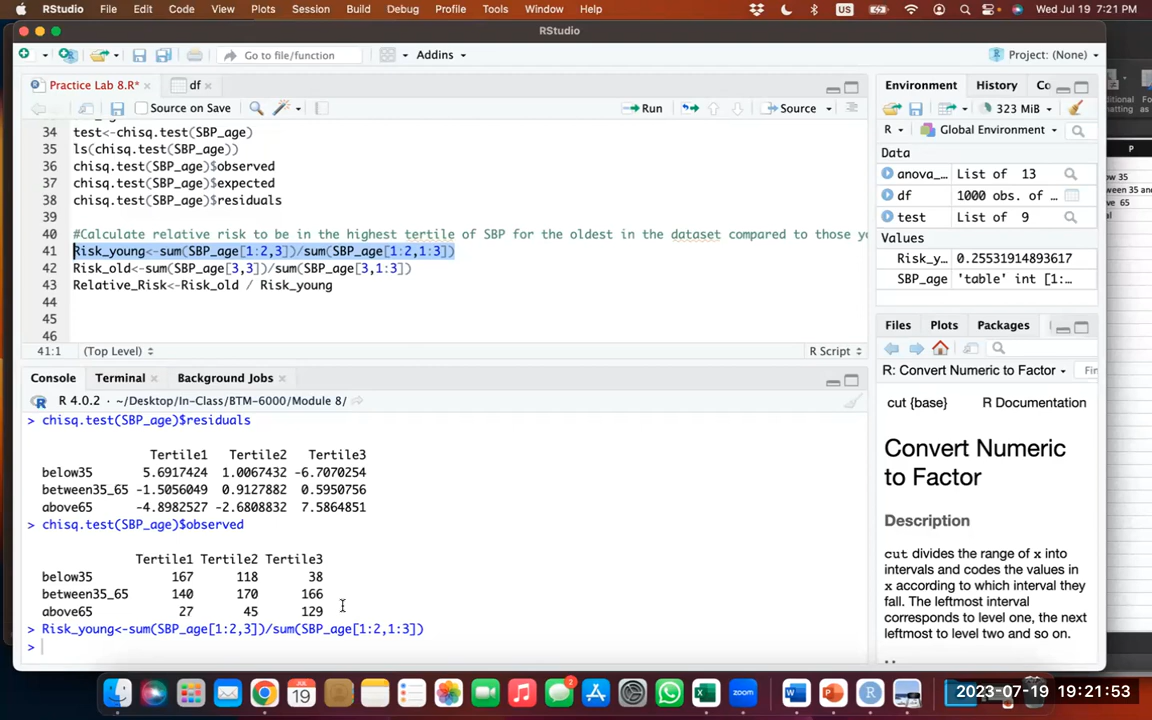 RStudio File Edit Code View Plots Session Build Debug Profile Tools Window Help US Wed Jul 19 7:21 PM
RStudio
Go to file/function Addins Project: (None)
Practice Lab 8.R* df
Source on Save Run Source
34 test<-chisq.test(SBP_age)
35 ls(chisq.test(SBP_age))
36 chisq.test(SBP_age)$observed
37 chisq.test(SBP_age)$expected
38 chisq.test(SBP_age)$residuals
39
40 #Calculate relative risk to be in the highest tertile of SBP for the oldest in the dataset compared to those
41 Risk_young<-sum(SBP_age[1:2,3])/sum(SBP_age[1:2,1:3])
42 Risk_old<-sum(SBP_age[3,3])/sum(SBP_age[3,1:3])
43 Relative_Risk<-Risk_old / Risk_young
44
45
46
41:1 (Top Level) R Script
Console Terminal Background Jobs
R 4.0.2 · ~/Desktop/In-Class/BTM-6000/Module 8/
> chisq.test(SBP_age)$residuals
Tertile1 Tertile2 Tertile3
below35 5.6917424 1.0067432 -6.7070254
between35_65 -1.5056049 0.9127882 0.5950756
above65 -4.8982527 -2.6808832 7.5864851
> chisq.test(SBP_age)$observed
Tertile1 Tertile2 Tertile3
below35 167 118 38
between35_65 140 170 166
above65 27 45 129
> Risk_young<-sum(SBP_age[1:2,3])/sum(SBP_age[1:2,1:3])
>
Environment History Co
323 MiB
R Global Environment
Data
anova_… List of 13
df 1000 obs. of …
test List of 9
Values
Risk_y… 0.25531914893617
SBP_age 'table' int [1:…
Files Plots Packages
R: Convert Numeric to Factor
cut {base} R Documentation
Convert Numeric
to Factor
Description
cut divides the range of x into
intervals and codes the values in
x according to which interval they
fall. The leftmost interval
corresponds to level one, the next
leftmost to level two and so on.
P
2
19
2023-07-19 19:21:53